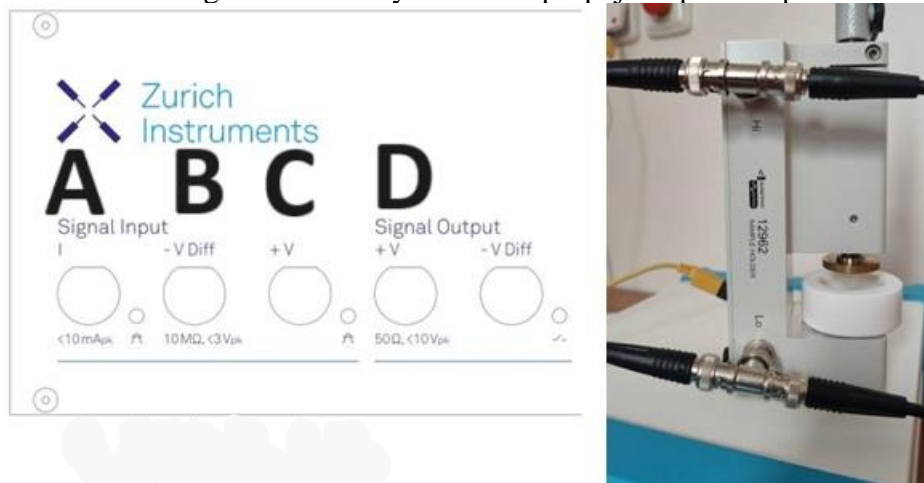 Zurich
Instruments
A B C D
Signal Input Signal Output
I - V Diff + V + V - V Diff
<10mApk 10MΩ, <3Vpk 50Ω, <10Vpk
Hi
12962
SAMPLE HOLDER
Lo